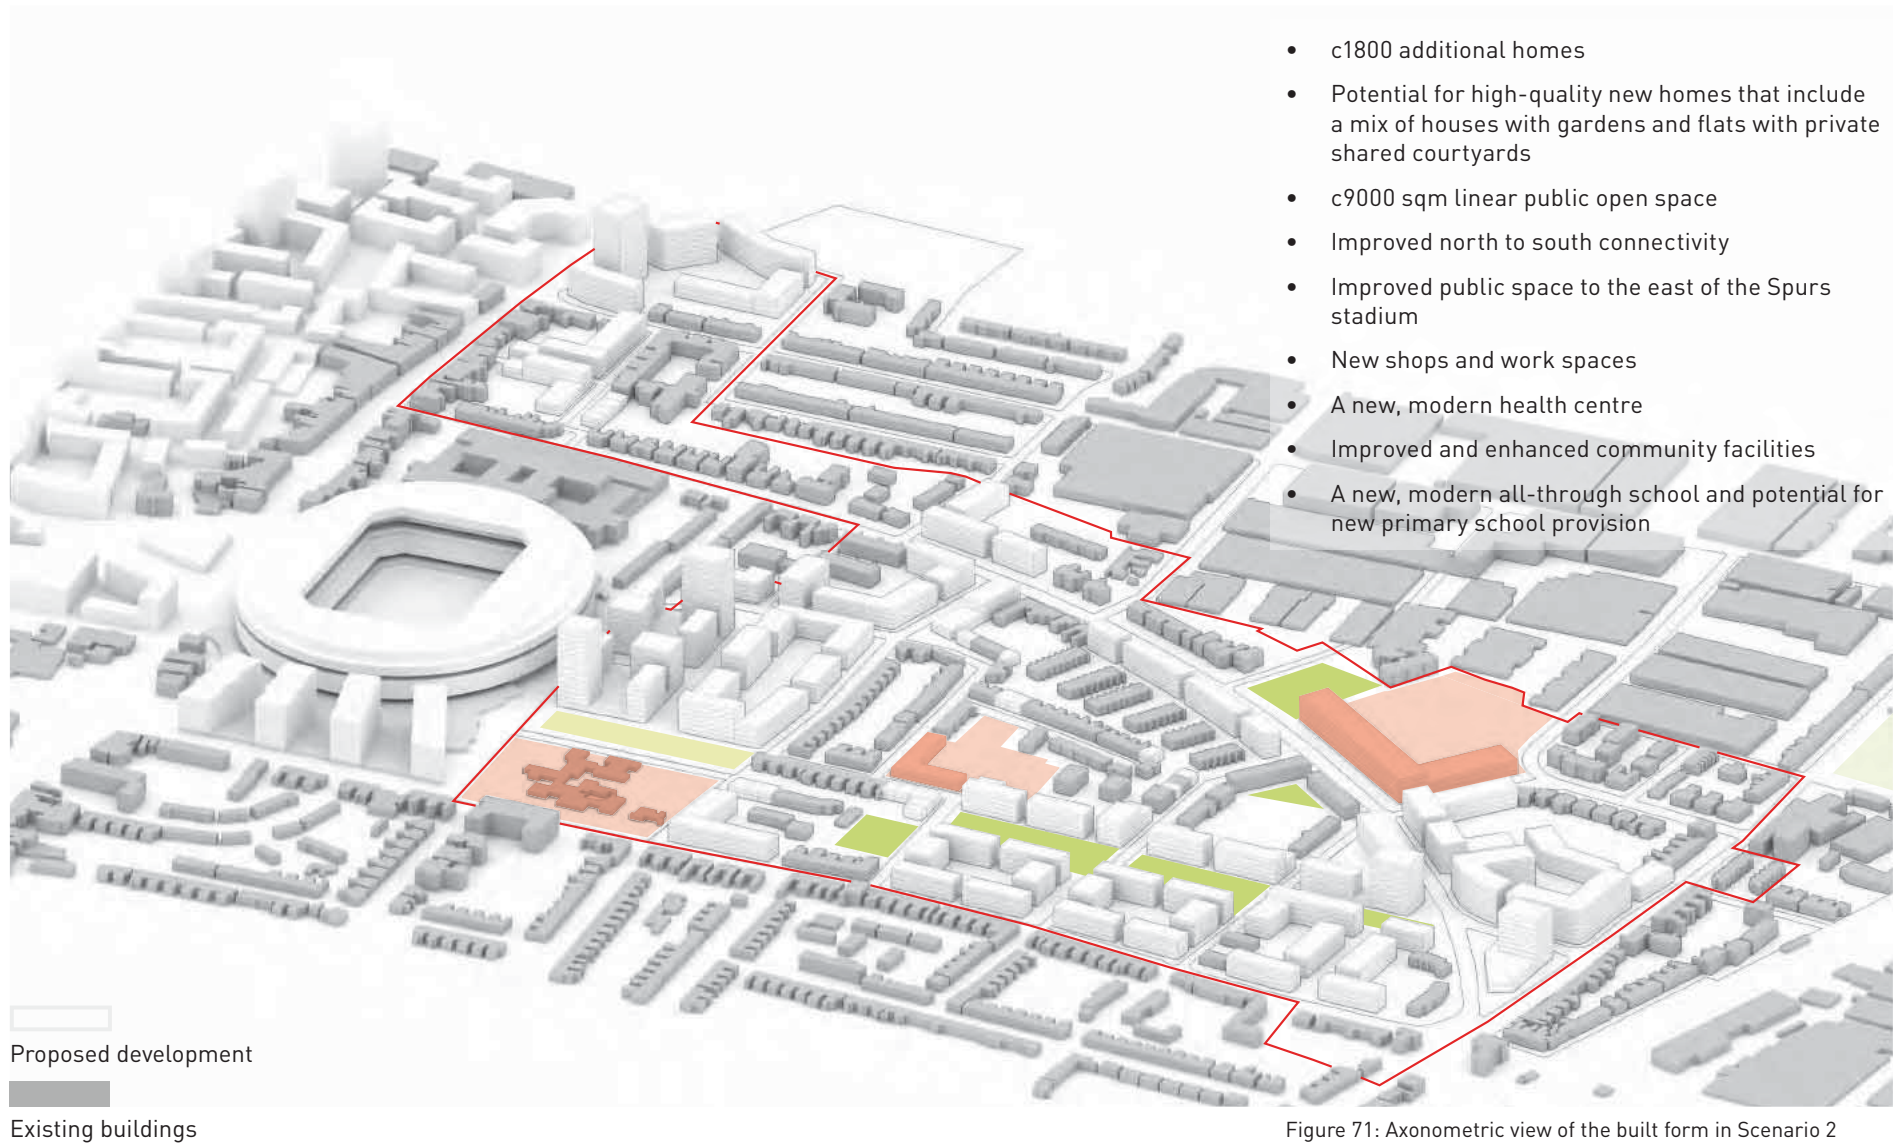 • c1800 additional homes
• Potential for high-quality new homes that include
a mix of houses with gardens and flats with private
shared courtyards
• c9000 sqm linear public open space
• Improved north to south connectivity
• Improved public space to the east of the Spurs
stadium
• New shops and work spaces
• A new, modern health centre
• Improved and enhanced community facilities
• A new, modern all-through school and potential for
new primary school provision
Proposed development
Existing buildings
Figure 71: Axonometric view of the built form in Scenario 2